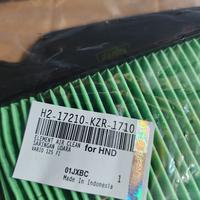 H2-17210-KZR-1710
ELEMENT AIR CLEAN
SARINGAN UDARA
VARIO 125 FI
for HND
01JXBC
1
Made In Indonesia